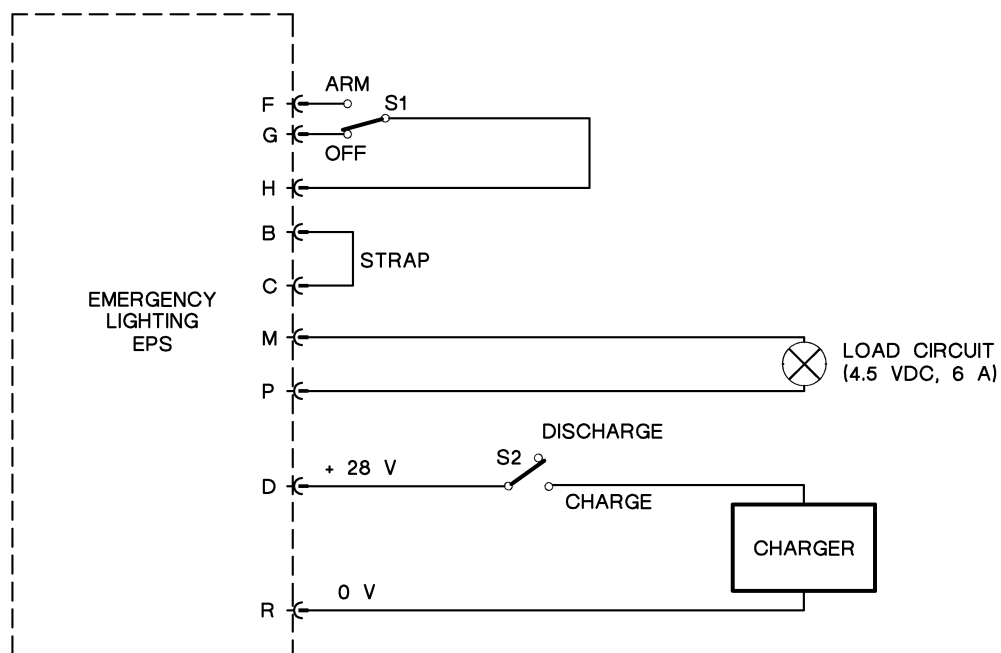 ARM
F
S1
G
OFF
H
B
STRAP
C
EMERGENCY
LIGHTING
EPS
M
LOAD CIRCUIT
(4.5 VDC, 6 A)
P
DISCHARGE
S2
+ 28 V
D
CHARGE
CHARGER
0 V
R